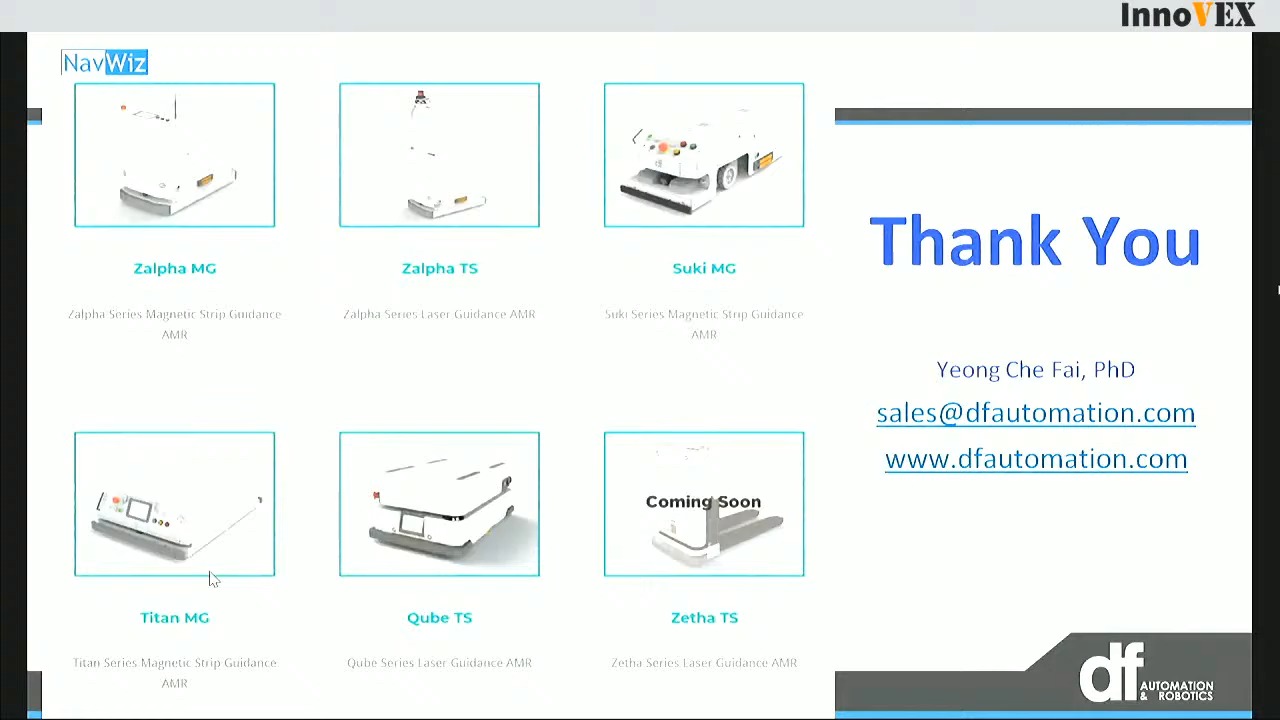 InnoVEX
NavWiz
Zalpha MG
Zalpha Series Magnetic Strip Guidance
AMR
Zalpha TS
Zalpha Series Laser Guidance AMR
Suki MG
Suki Series Magnetic Strip Guidance
AMR
Titan MG
Titan Series Magnetic Strip Guidance
AMR
Qube TS
Qube Series Laser Guidance AMR
Coming Soon
Zetha TS
Zetha Series Laser Guidance AMR
Thank You
Yeong Che Fai, PhD
sales@dfautomation.com
www.dfautomation.com
df AUTOMATION
& ROBOTICS